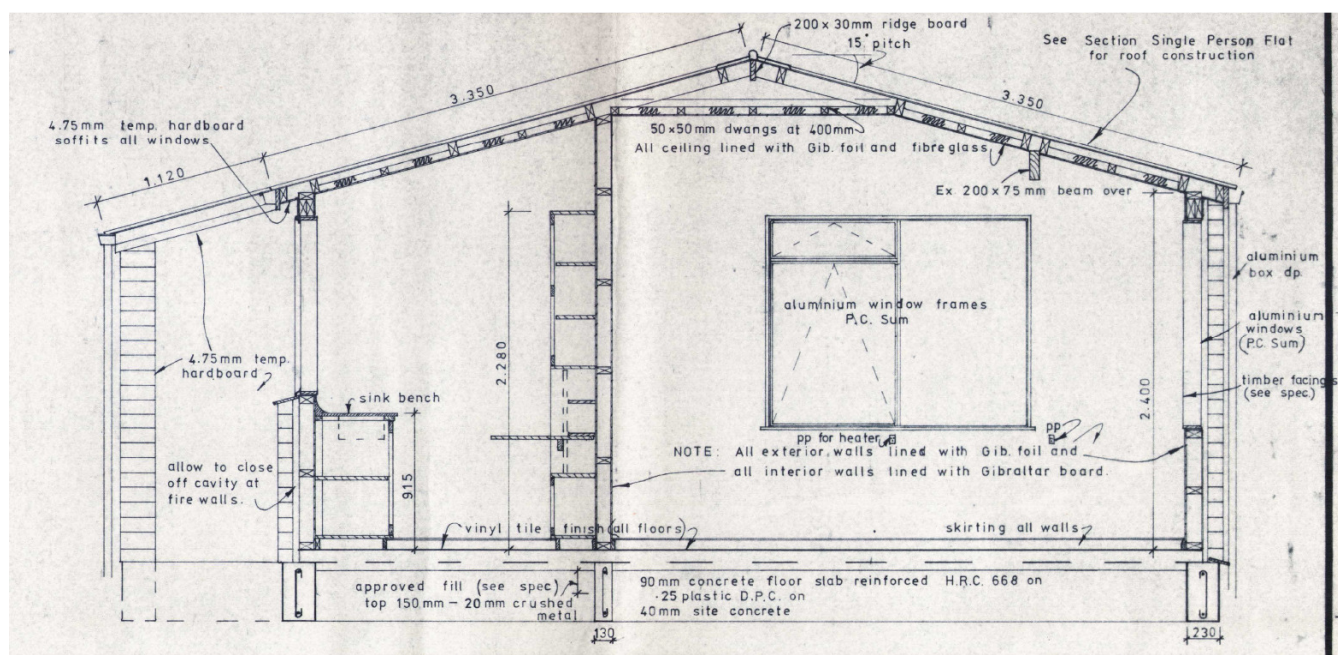 200 x 30mm ridge board
15° pitch
See Section Single Person Flat
for roof construction
3.350
3.350
4.75mm temp. hardboard
soffits all windows
50x50mm dwangs at 400mm
All ceiling lined with Gib. foil and fibreglass
1.120
Ex. 200x75mm beam over
aluminium
box dp.
aluminium window frames
P.C. Sum
aluminium
windows
(P.C. Sum)
4.75mm temp.
hardboard
2.280
2.400
timber facings
(see spec.)
sink bench
pp for heater
pp
NOTE: All exterior walls lined with Gib. foil and
all interior walls lined with Gibraltar board.
allow to close
off cavity at
fire walls.
915
vinyl tile finish (all floors)
skirting all walls
approved fill (see spec)
top 150mm - 20mm crushed
metal
90mm concrete floor slab reinforced H.R.C. 668 on
·25 plastic D.P.C. on
40mm site concrete
130
230